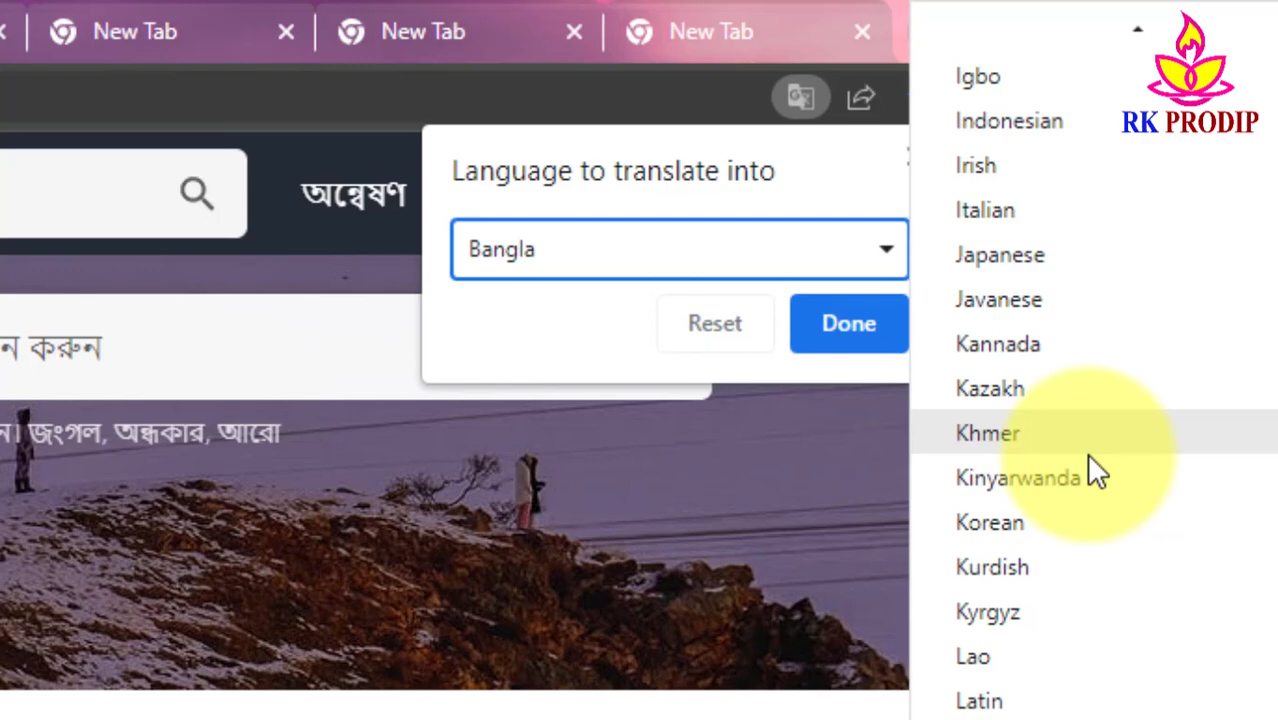 New Tab
New Tab
New Tab
Igbo
Indonesian
Irish
Italian
Japanese
Javanese
Kannada
Kazakh
Khmer
Kinyarwanda
Korean
Kurdish
Kyrgyz
Lao
Latin
RK PRODIP
Language to translate into
Bangla
Reset
Done
অন্বেষণ
ন করুন
ন। জংগল, অন্ধকার, আরো